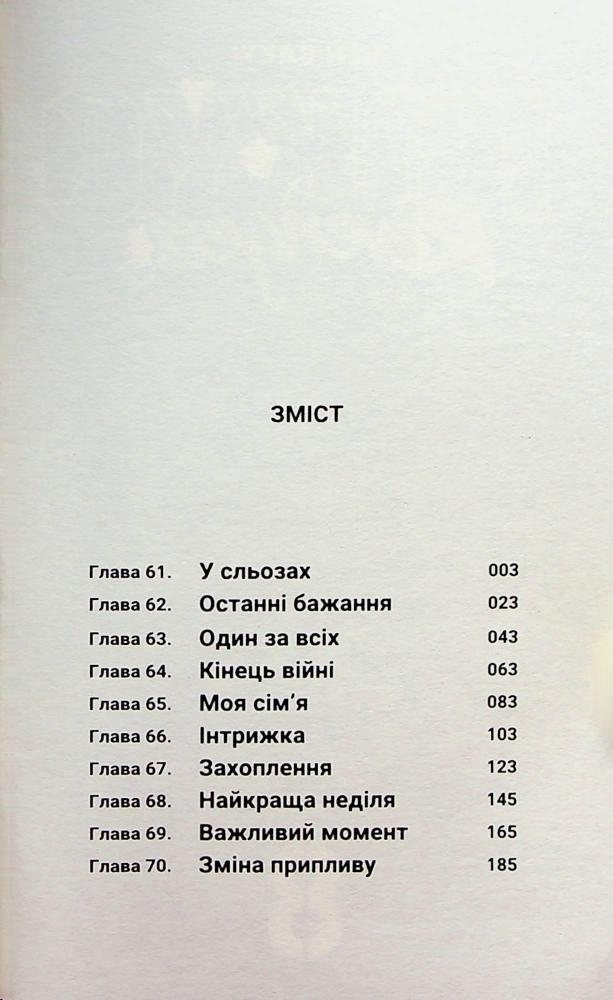 ЗМІСТ
Глава 61. У сльозах 003
Глава 62. Останні бажання 023
Глава 63. Один за всіх 043
Глава 64. Кінець війні 063
Глава 65. Моя сім'я 083
Глава 66. Інтрижка 103
Глава 67. Захоплення 123
Глава 68. Найкраща неділя 145
Глава 69. Важливий момент 165
Глава 70. Зміна припливу 185